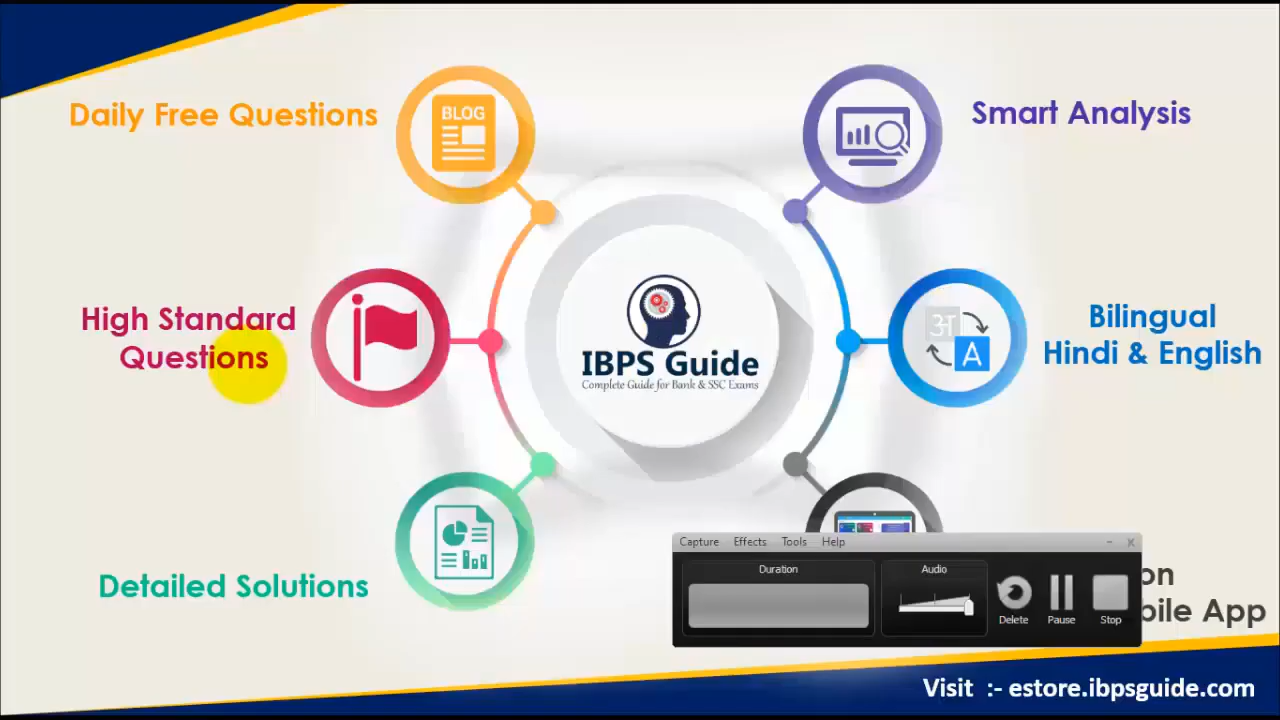 Daily Free Questions
BLOG
Smart Analysis
High Standard
Questions
IBPS Guide
Complete Guide for Bank & SSC Exams
अ
A
Bilingual
Hindi & English
Detailed Solutions
Capture Effects Tools Help
Duration
Audio
Delete
Pause
Stop
on
bile App
Visit :- estore.ibpsguide.com